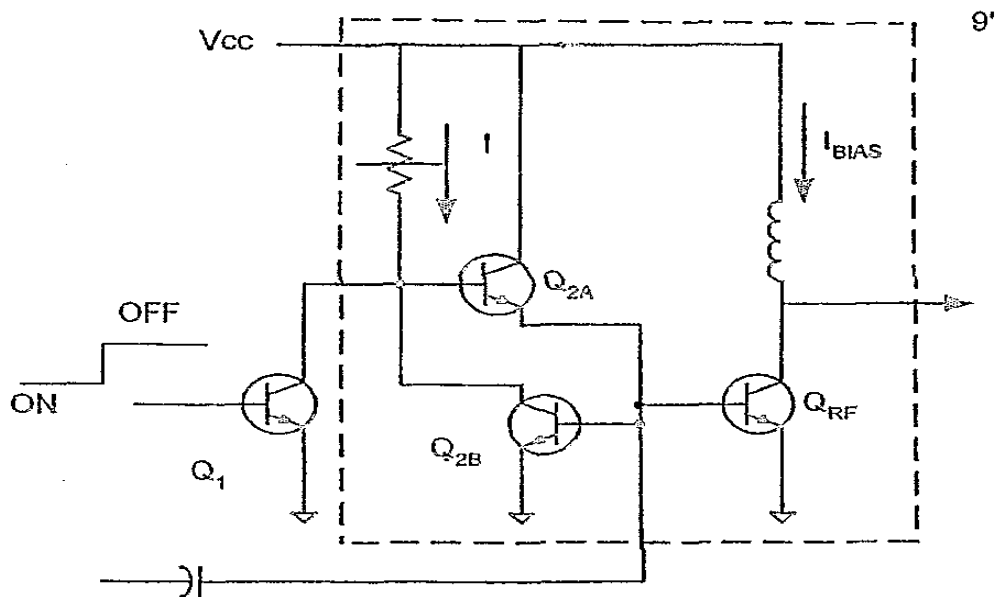 9'
Vcc
I
I_BIAS
Q_2A
OFF
ON
Q_RF
Q_2B
Q_1